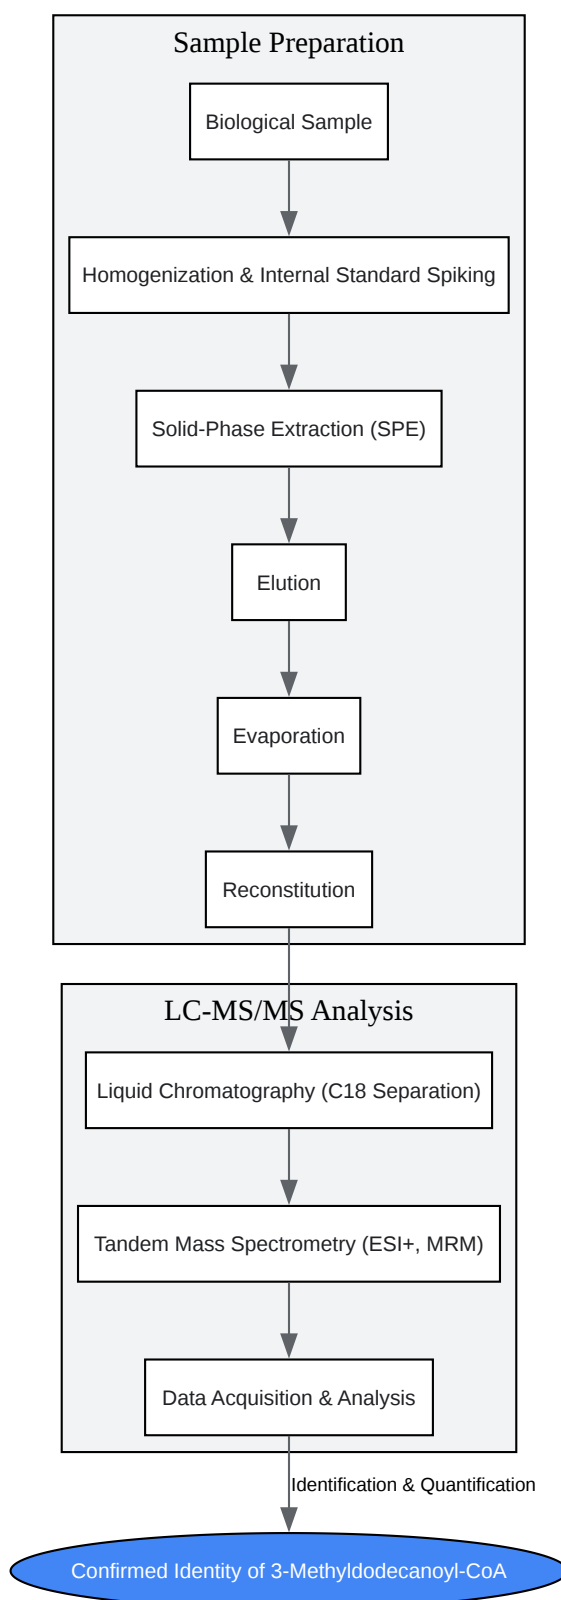 Sample Preparation
Biological Sample
Homogenization & Internal Standard Spiking
Solid-Phase Extraction (SPE)
Elution
Evaporation
Reconstitution
LC-MS/MS Analysis
Liquid Chromatography (C18 Separation)
Tandem Mass Spectrometry (ESI+, MRM)
Data Acquisition & Analysis
Identification & Quantification
Confirmed Identity of 3-Methyldodecanoyl-CoA